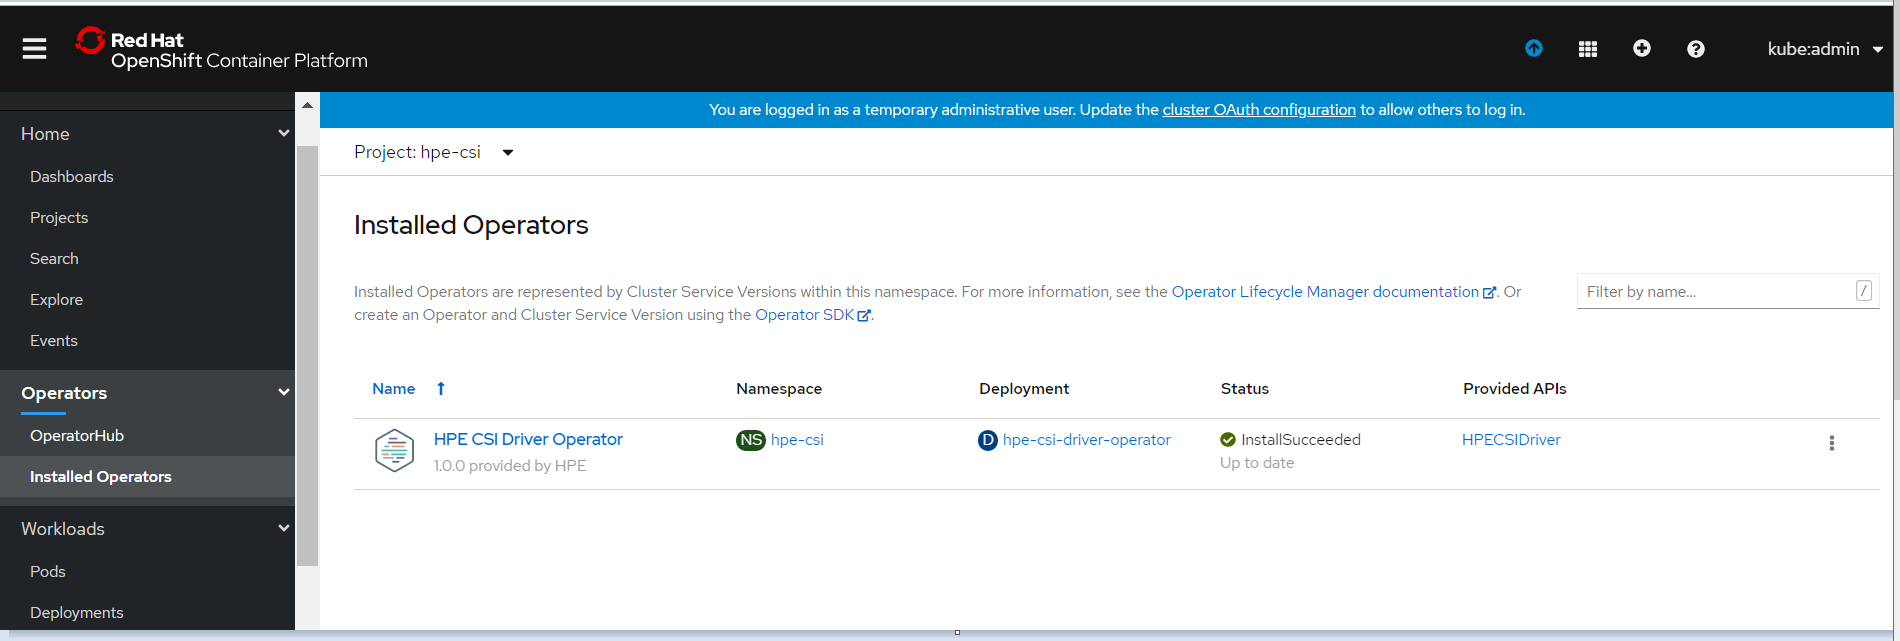 Red Hat
OpenShift Container Platform
kube:admin
You are logged in as a temporary administrative user. Update the cluster OAuth configuration to allow others to log in.
Home
Dashboards
Projects
Search
Explore
Events
Operators
OperatorHub
Installed Operators
Workloads
Pods
Deployments
Project: hpe-csi
Installed Operators
Installed Operators are represented by Cluster Service Versions within this namespace. For more information, see the Operator Lifecycle Manager documentation. Or
create an Operator and Cluster Service Version using the Operator SDK.
Filter by name... /
Name Namespace Deployment Status Provided APIs
HPE CSI Driver Operator NS hpe-csi D hpe-csi-driver-operator InstallSucceeded HPECSIDriver
1.0.0 provided by HPE Up to date